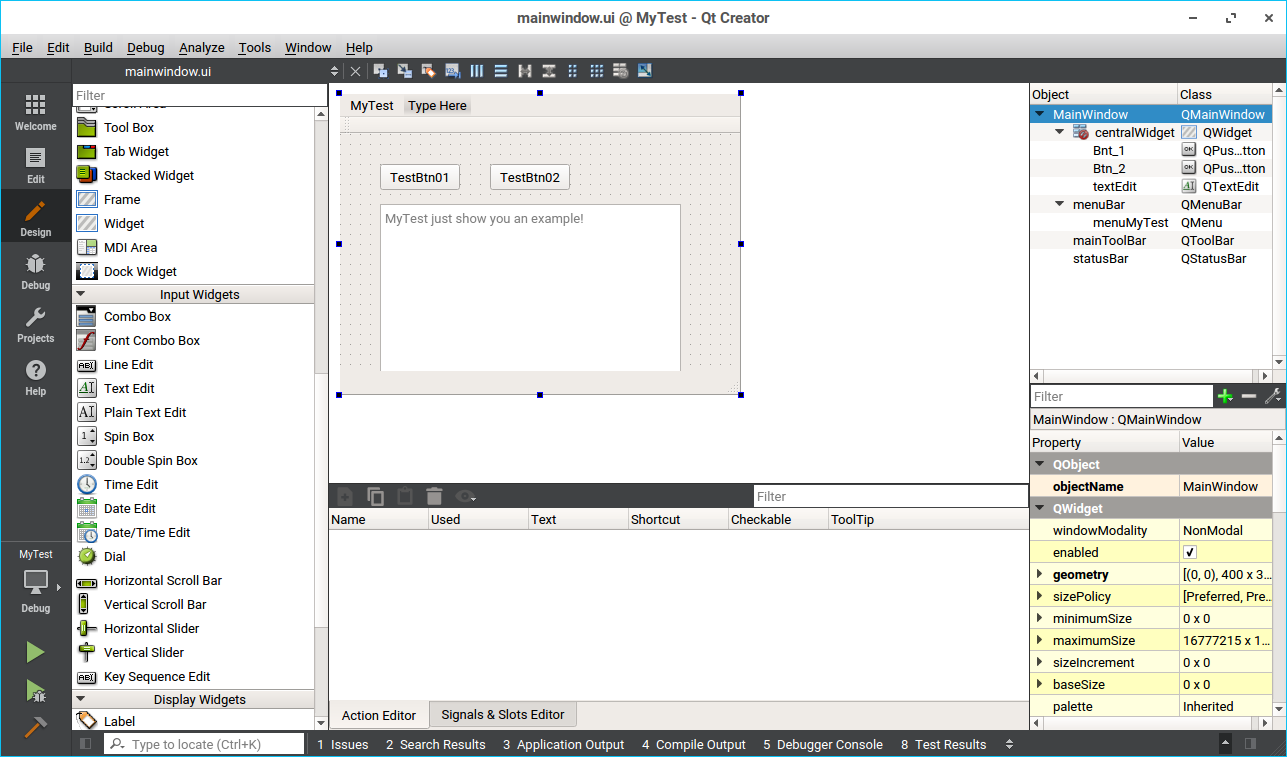 mainwindow.ui @ MyTest - Qt Creator
File Edit Build Debug Analyze Tools Window Help
mainwindow.ui
Welcome
Edit
Design
Debug
Projects
Help
MyTest
Debug
Filter
Scroll Area
Tool Box
Tab Widget
Stacked Widget
Frame
Widget
MDI Area
Dock Widget
Input Widgets
Combo Box
Font Combo Box
Line Edit
Text Edit
Plain Text Edit
Spin Box
Double Spin Box
Time Edit
Date Edit
Date/Time Edit
Dial
Horizontal Scroll Bar
Vertical Scroll Bar
Horizontal Slider
Vertical Slider
Key Sequence Edit
Display Widgets
Label
MyTest Type Here
TestBtn01 TestBtn02
MyTest just show you an example!
Filter
Name Used Text Shortcut Checkable ToolTip
Action Editor Signals & Slots Editor
Object Class
MainWindow QMainWindow
centralWidget QWidget
Bnt_1 QPus...tton
Btn_2 QPus...tton
textEdit QTextEdit
menuBar QMenuBar
menuMyTest QMenu
mainToolBar QToolBar
statusBar QStatusBar
Filter
MainWindow : QMainWindow
Property Value
QObject
objectName MainWindow
QWidget
windowModality NonModal
enabled
geometry [(0, 0), 400 x 3...
sizePolicy [Preferred, Pre...
minimumSize 0 x 0
maximumSize 16777215 x 1...
sizeIncrement 0 x 0
baseSize 0 x 0
palette Inherited
Type to locate (Ctrl+K) 1 Issues 2 Search Results 3 Application Output 4 Compile Output 5 Debugger Console 8 Test Results